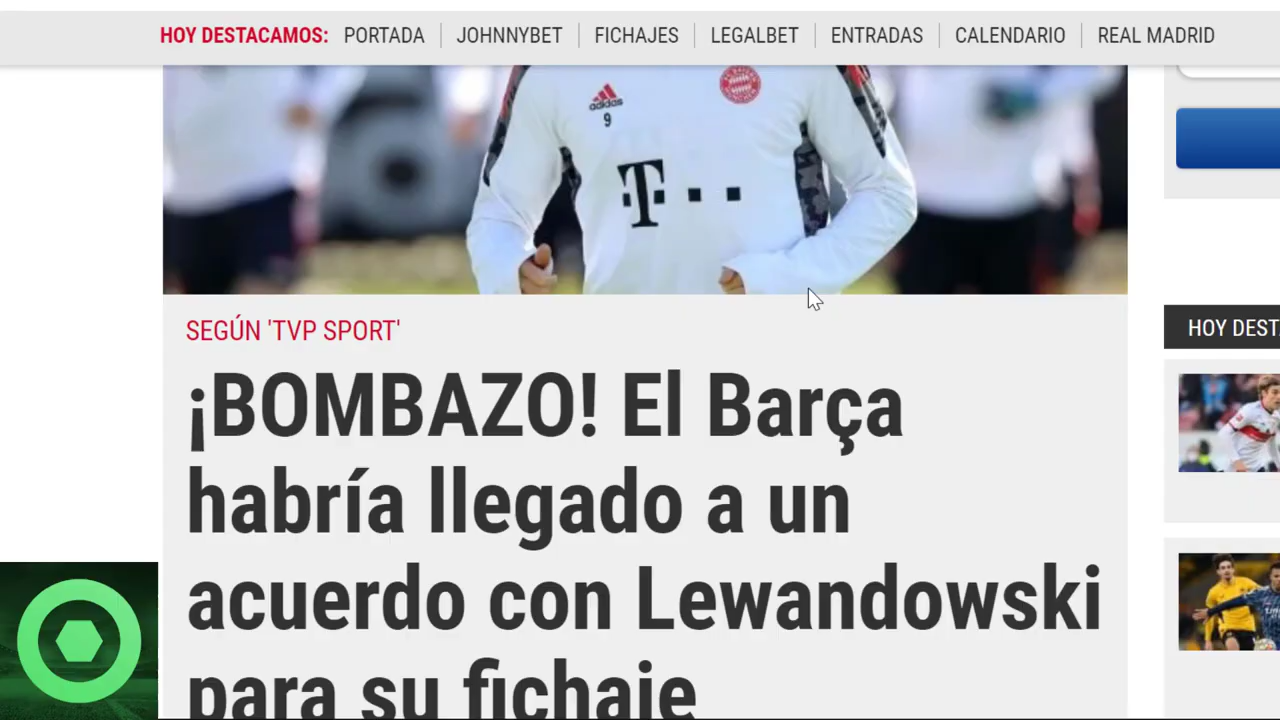 HOY DESTACAMOS: PORTADA JOHNNYBET FICHAJES LEGALBET ENTRADAS CALENDARIO REAL MADRID
adidas
9
T
SEGÚN 'TVP SPORT'
¡BOMBAZO! El Barça
habría llegado a un
acuerdo con Lewandowski
para su fichaje
HOY DEST